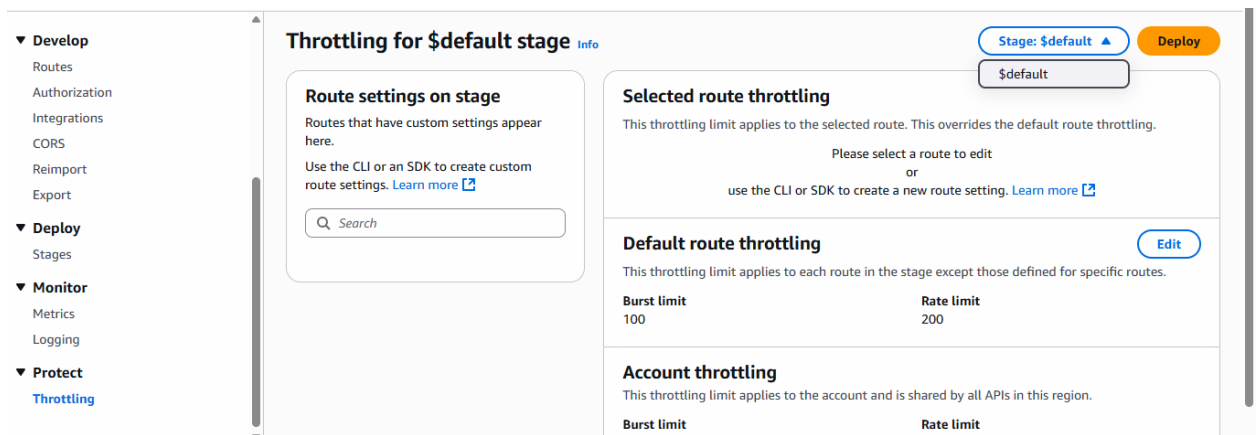 Develop
Routes
Authorization
Integrations
CORS
Reimport
Export
Deploy
Stages
Monitor
Metrics
Logging
Protect
Throttling
Throttling for $default stage Info
Stage: $default
Deploy
$default
Route settings on stage
Routes that have custom settings appear
here.
Use the CLI or an SDK to create custom
route settings. Learn more
Search
Selected route throttling
This throttling limit applies to the selected route. This overrides the default route throttling.
Please select a route to edit
or
use the CLI or SDK to create a new route setting. Learn more
Default route throttling
Edit
This throttling limit applies to each route in the stage except those defined for specific routes.
Burst limit Rate limit
100 200
Account throttling
This throttling limit applies to the account and is shared by all APIs in this region.
Burst limit Rate limit